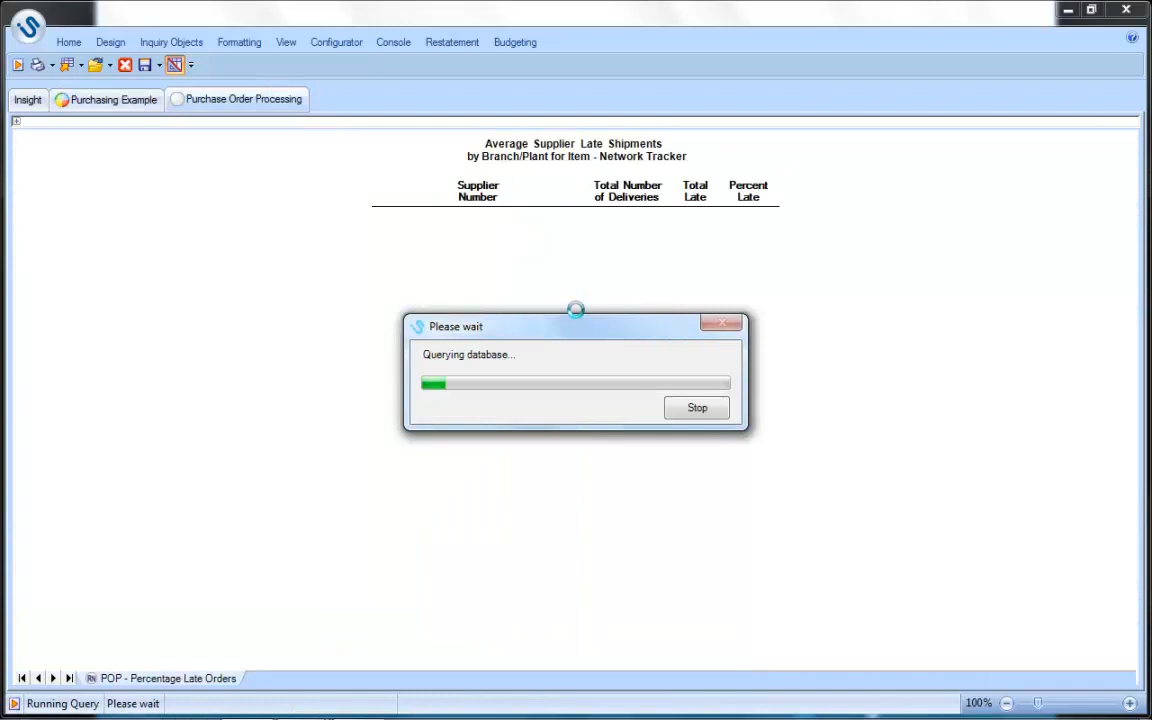 Home Design Inquiry Objects Formatting View Configurator Console Restatement Budgeting
Insight Purchasing Example Purchase Order Processing
Average Supplier Late Shipments
by Branch/Plant for Item - Network Tracker
Supplier Total Number Total Percent
Number of Deliveries Late Late
Please wait
Querying database...
Stop
POP - Percentage Late Orders
Running Query Please wait 100%